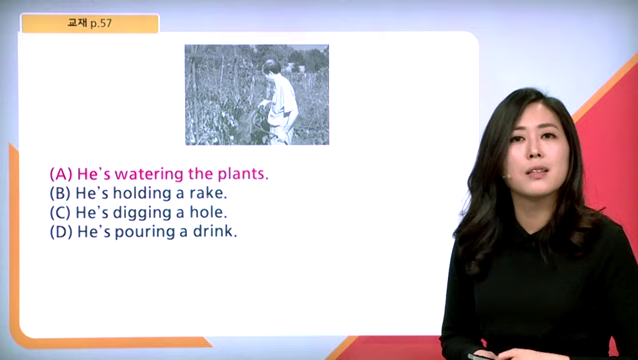 교재 p.57
(A) He's watering the plants.
(B) He's holding a rake.
(C) He's digging a hole.
(D) He's pouring a drink.